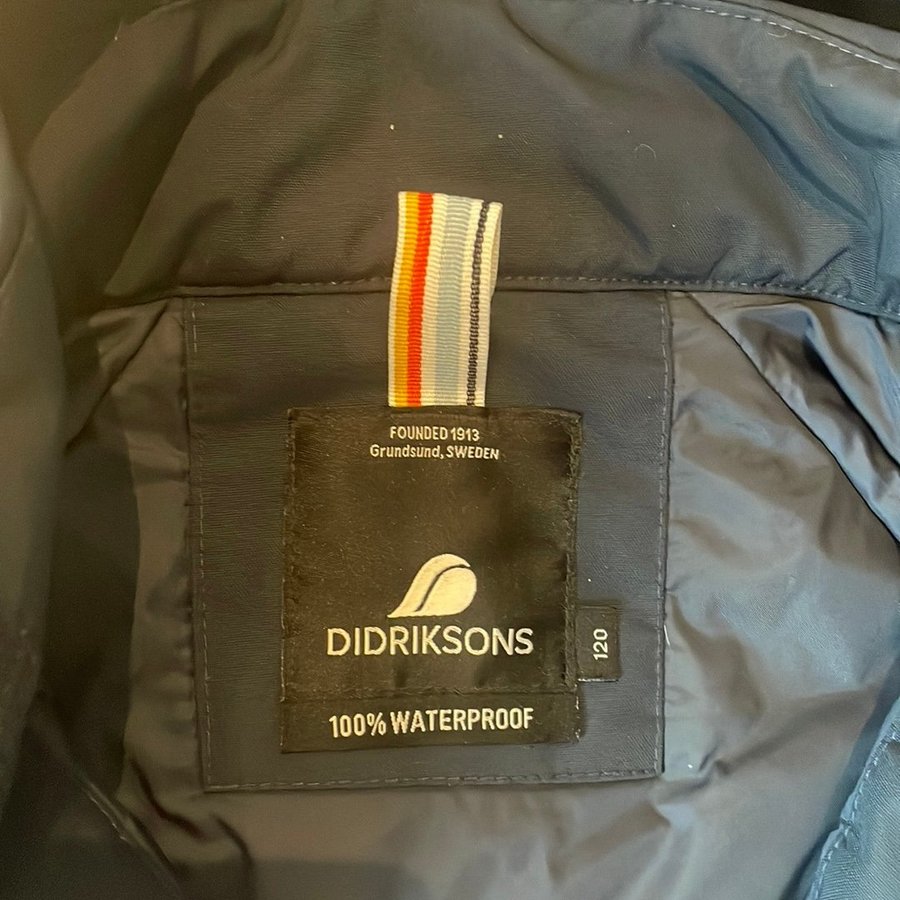 FOUNDED 1913
Grundsund, SWEDEN
DIDRIKSONS
120
100% WATERPROOF